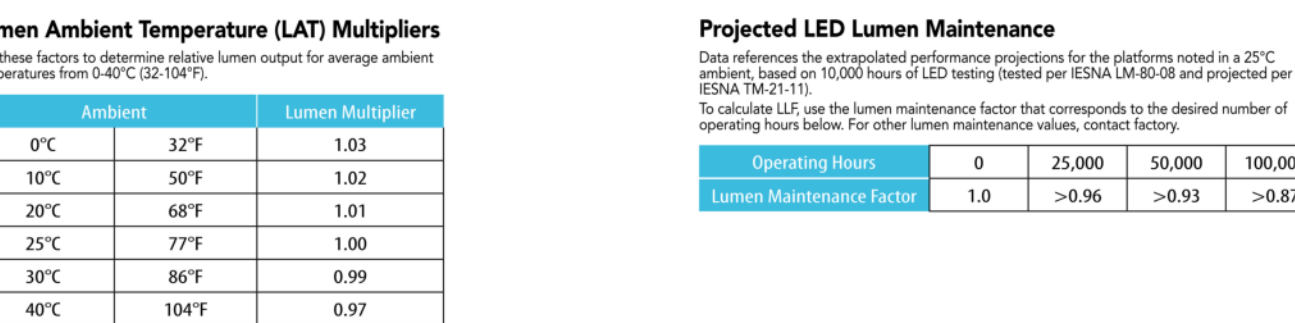 men Ambient Temperature (LAT) Multipliers
these factors to determine relative lumen output for average ambient
peratures from 0-40°C (32-104°F).
Ambient Lumen Multiplier
0°C 32°F 1.03
10°C 50°F 1.02
20°C 68°F 1.01
25°C 77°F 1.00
30°C 86°F 0.99
40°C 104°F 0.97
Projected LED Lumen Maintenance
Data references the extrapolated performance projections for the platforms noted in a 25°C
ambient, based on 10,000 hours of LED testing (tested per IESNA LM-80-08 and projected per
IESNA TM-21-11).
To calculate LLF, use the lumen maintenance factor that corresponds to the desired number of
operating hours below. For other lumen maintenance values, contact factory.
Operating Hours 0 25,000 50,000 100,00
Lumen Maintenance Factor 1.0 >0.96 >0.93 >0.87